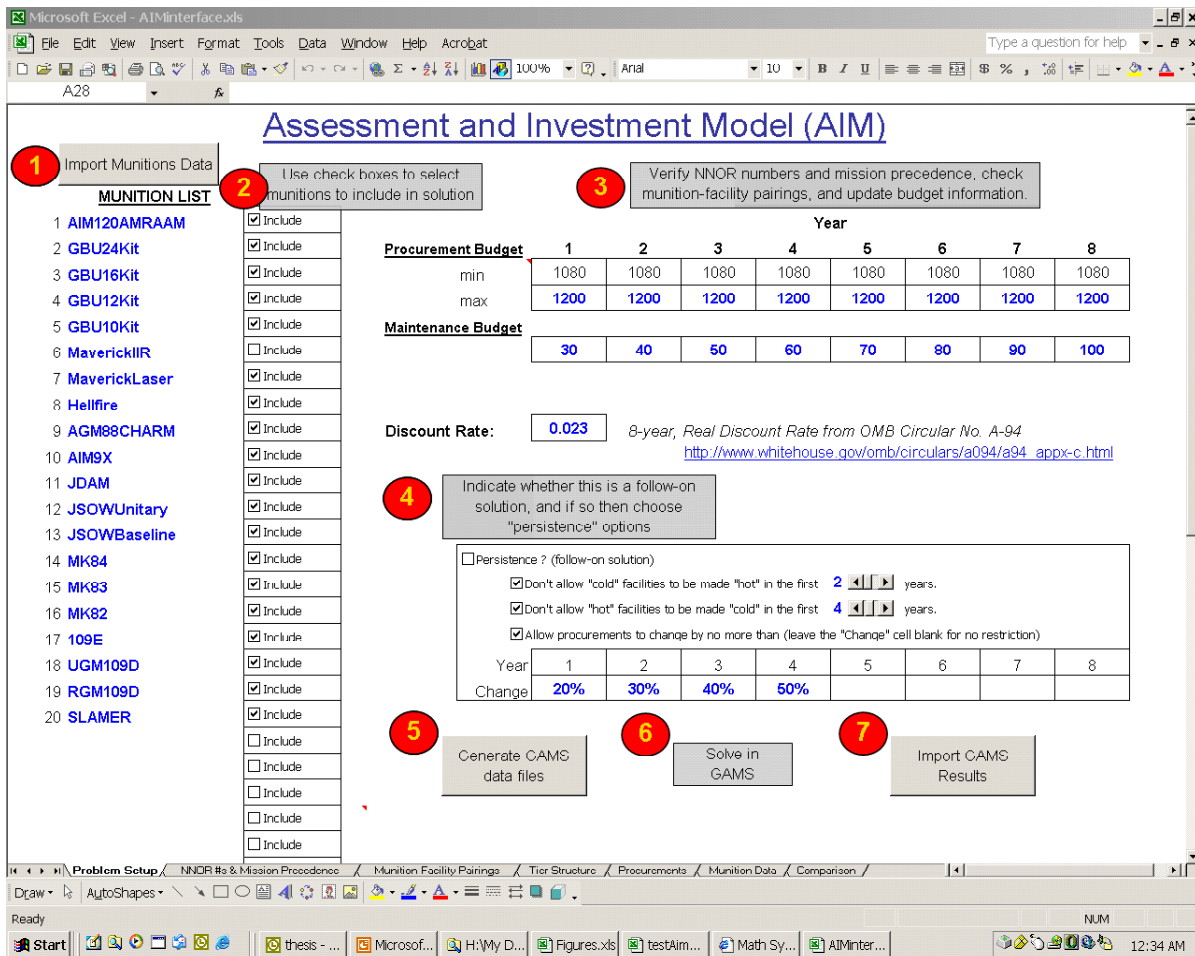 Microsoft Excel - AIMinterface.xls
File Edit View Insert Format Tools Data Window Help Acrobat
Type a question for help
100% Arial 10 B I U $ % ,
A28 fx
Assessment and Investment Model (AIM)
1 Import Munitions Data
2 Use check boxes to select munitions to include in solution
3 Verify NNOR numbers and mission precedence, check munition-facility pairings, and update budget information.
MUNITION LIST
1 AIM120AMRAAM Include
2 GBU24Kit Include
3 GBU16Kit Include
4 GBU12Kit Include
5 GBU10Kit Include
6 MaverickIIR Include
7 MaverickLaser Include
8 Hellfire Include
9 AGM88CHARM Include
10 AIM9X Include
11 JDAM Include
12 JSOWUnitary Include
13 JSOWBaseline Include
14 MK84 Include
15 MK83 Include
16 MK82 Include
17 109E Include
18 UGM109D Include
19 RGM109D Include
20 SLAMER Include
Include
Include
Include
Include
Include
Year
Procurement Budget 1 2 3 4 5 6 7 8
min 1080 1080 1080 1080 1080 1080 1080 1080
max 1200 1200 1200 1200 1200 1200 1200 1200
Maintenance Budget
30 40 50 60 70 80 90 100
Discount Rate: 0.023 8-year, Real Discount Rate from OMB Circular No. A-94
http://www.whitehouse.gov/omb/circulars/a094/a94_appx-c.html
4 Indicate whether this is a follow-on solution, and if so then choose "persistence" options
Persistence ? (follow-on solution)
Don't allow "cold" facilities to be made "hot" in the first 2 years.
Don't allow "hot" facilities to be made "cold" in the first 4 years.
Allow procurements to change by no more than (leave the "Change" cell blank for no restriction)
Year 1 2 3 4 5 6 7 8
Change 20% 30% 40% 50%
5 Generate GAMS data files
6 Solve in GAMS
7 Import GAMS Results
Problem Setup NNOR #s & Mission Precedence Munition Facility Pairings Tier Structure Procurements Munition Data Comparison
Draw AutoShapes
Ready NUM
Start thesis - ... Microsof... H:\My D... Figures.xls testAim... Math Sy... AIMinter... 12:34 AM